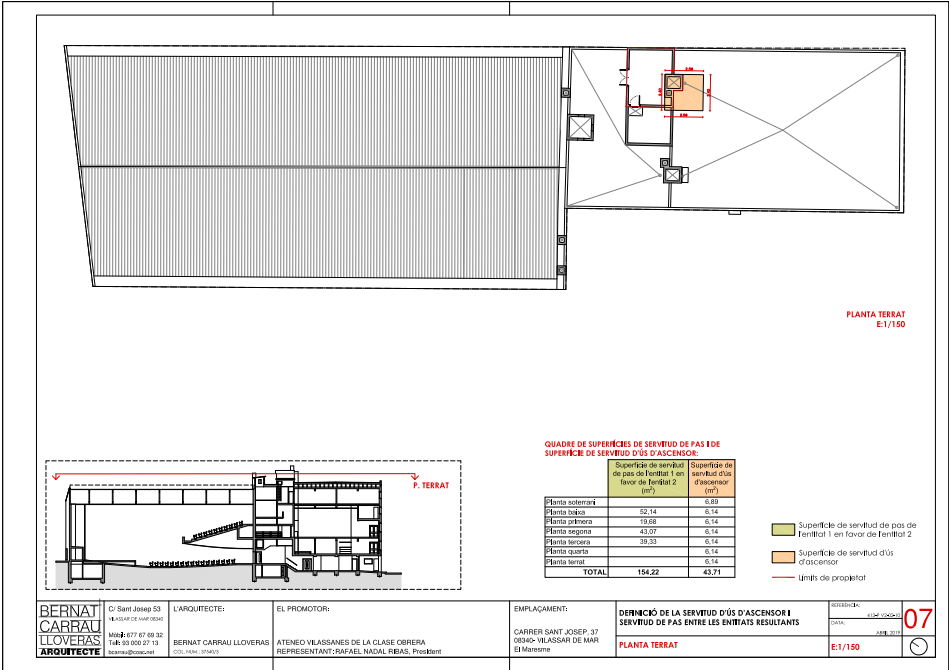 PLANTA TERRAT
E:1/150
P. TERRAT
QUADRE DE SUPERFÍCIES DE SERVITUD DE PAS I DE
SUPERFÍCIE DE SERVITUD D'ÚS D'ASCENSOR:
Superfície de servitud de pas de l'entitat 1 en favor de l'entitat 2 (m²) Superfície de servitud d'ús d'ascensor (m²)
Planta soterrani 6,89
Planta baixa 52,14 6,14
Planta primera 19,68 6,14
Planta segona 43,07 6,14
Planta tercera 39,33 6,14
Planta quarta 6,14
Planta terrat 6,14
TOTAL 154,22 43,71
Superfície de servitud de pas de
l'entitat 1 en favor de l'entitat 2
Superfície de servitud d'ús
d'ascensor
Límits de propietat
BERNAT
CARRAU
LLOVERAS
ARQUITECTE
C/ Sant Josep 53
VILASSAR DE MAR 08340
Mòbil: 677 67 69 32
Telf: 93 000 27 13
bcarrau@coac.net
L'ARQUITECTE:
BERNAT CARRAU LLOVERAS
COL. NUM.: 37540/3
EL PROMOTOR:
ATENEO VILASSANES DE LA CLASE OBRERA
REPRESENTANT: RAFAEL NADAL RIBAS, President
EMPLAÇAMENT:
CARRER SANT JOSEP, 37
08340- VILASSAR DE MAR
El Maresme
DEFINICIÓ DE LA SERVITUD D'ÚS D'ASCENSOR I
SERVITUD DE PAS ENTRE LES ENTITATS RESULTANTS
PLANTA TERRAT
REFERÈNCIA:
DATA:
ABRIL 2019
E:1/150
07